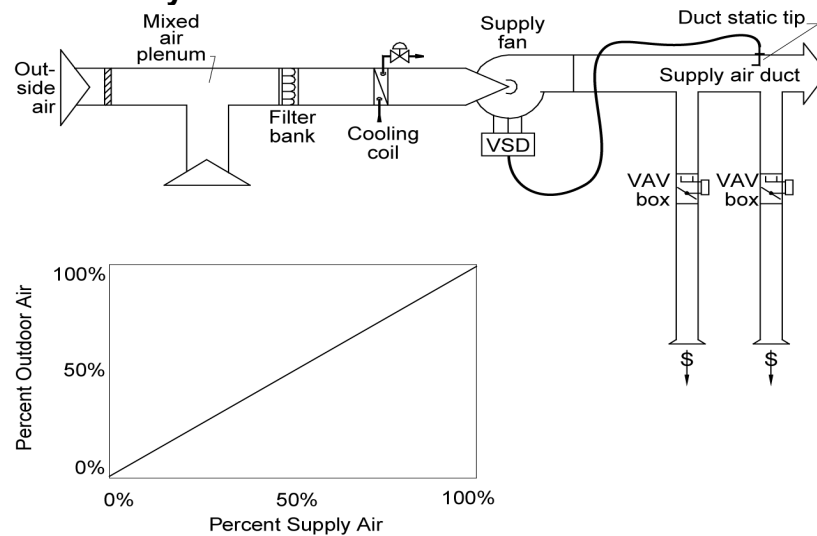 Mixed
air
plenum
Supply
fan
Duct static tip
Out-
side
air
Supply air duct
Filter
bank
Cooling
coil
VSD
VAV
box
VAV
box
S
S
100%
50%
0%
Percent Outdoor Air
0%
50%
100%
Percent Supply Air